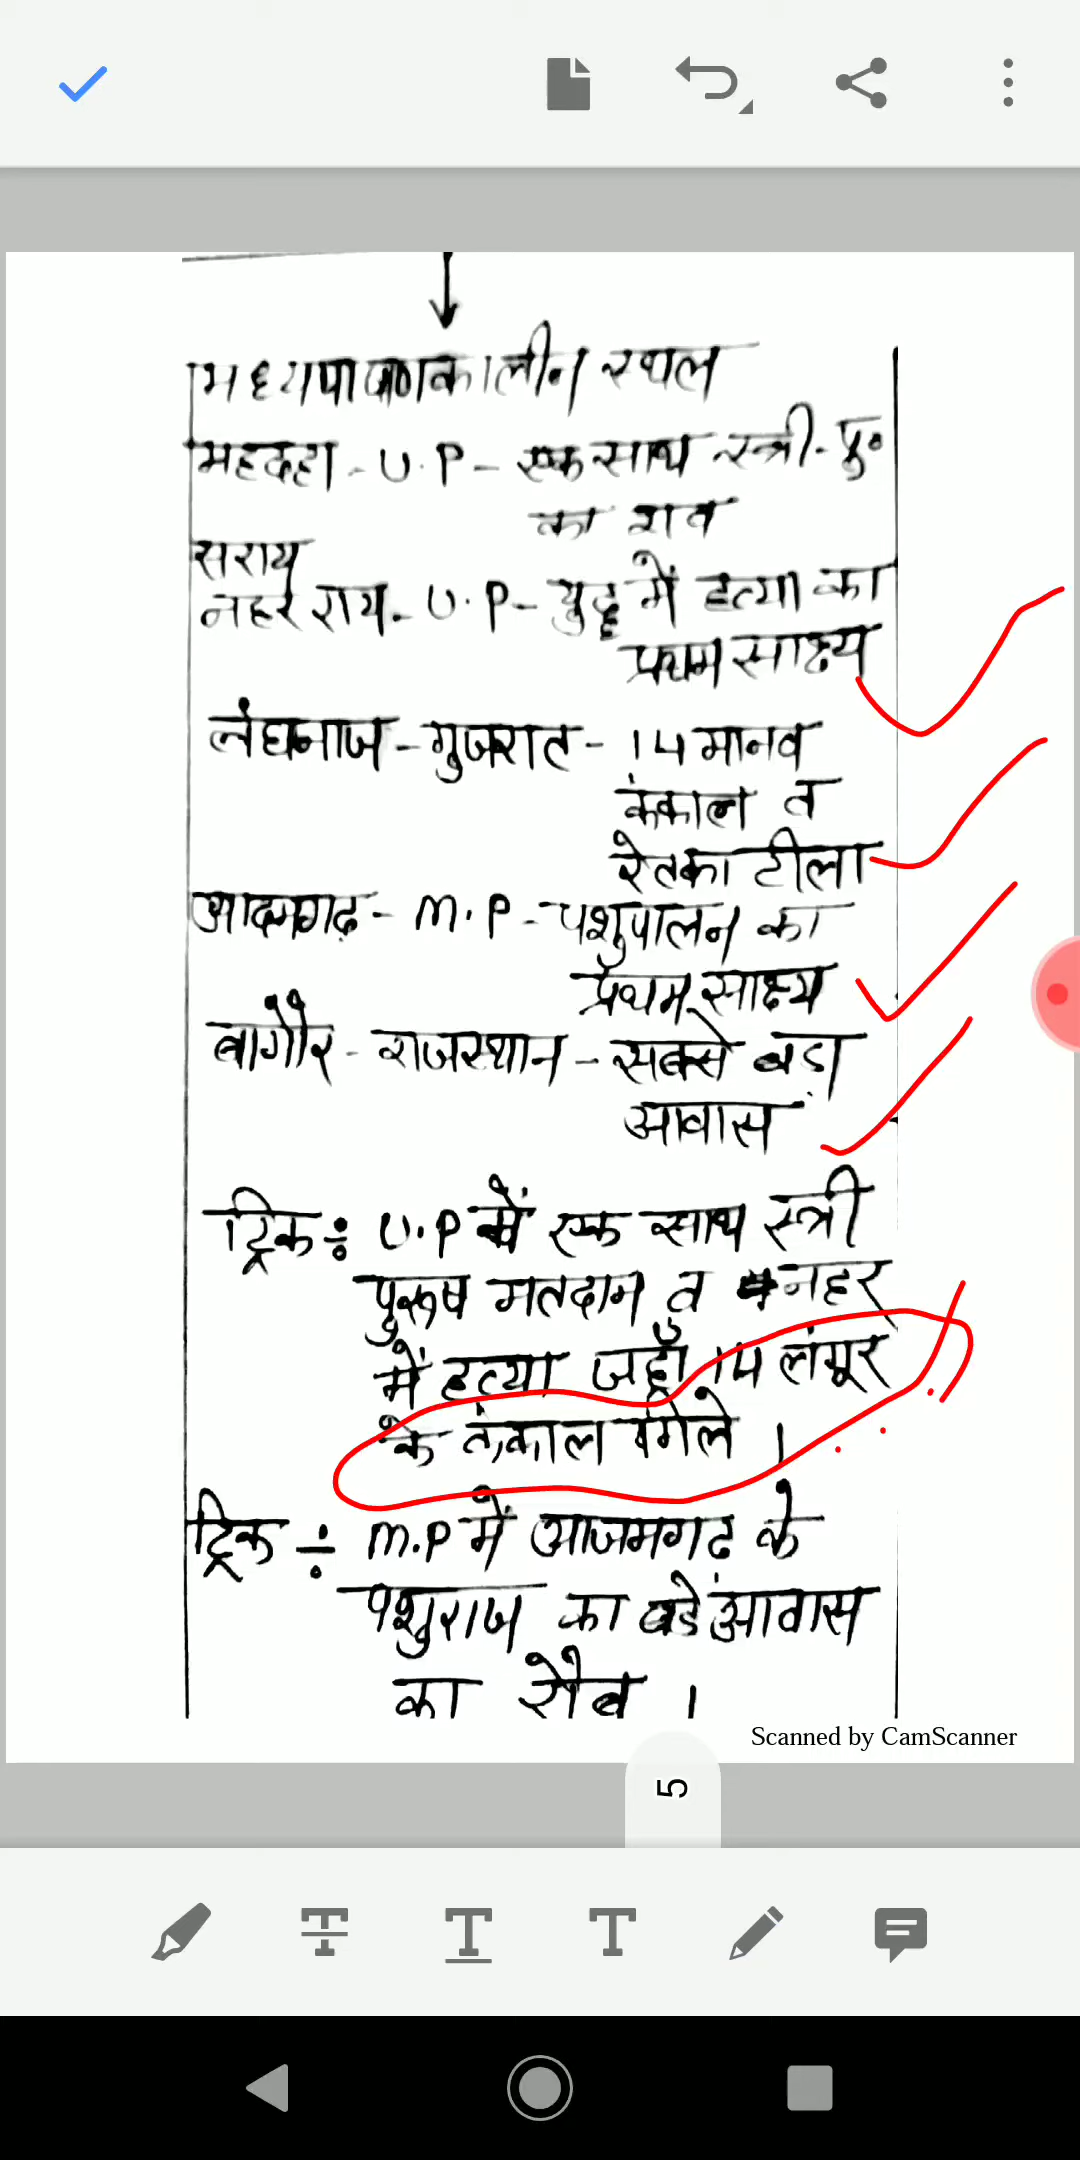 मध्यपाषाणकालीन स्थल
महदहा - U.P - एक साथ स्त्री-पु०
का शव
सराय
नहर राय - U.P - युद्ध में हत्या का
प्रथम साक्ष्य
लंघनाज - गुजरात - 14 मानव
कंकाल व
रेत का टीला
आदमगढ़ - M.P - पशुपालन का
प्रथम साक्ष्य
बागौर - राजस्थान - सबसे बड़ा
आवास
ट्रिक ÷ U.P में एक साथ स्त्री
पुरूष मतदान व नहर
में हत्या जहाँ 14 लंगूर
के कंकाल
ट्रिक ÷ M.P में आजमगढ़ के
पशुराज का बडे आवास
का रौब ।
Scanned by CamScanner
5